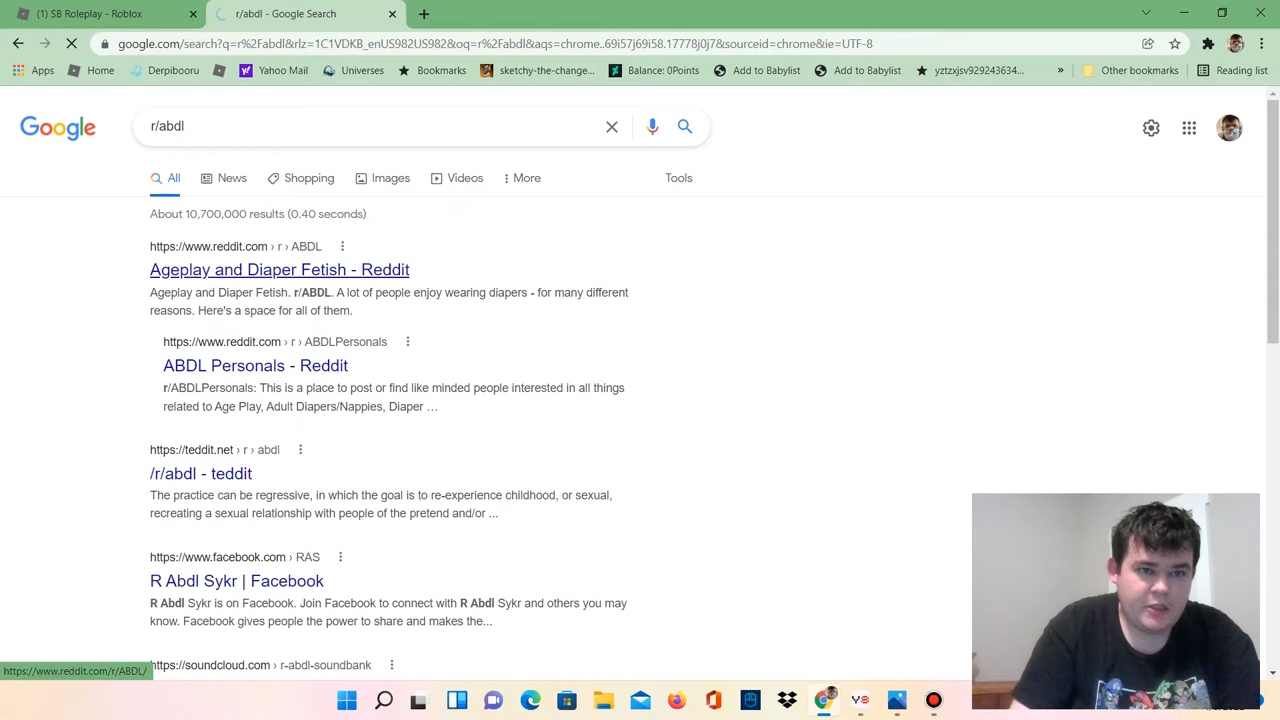 (1) SB Roleplay - Roblox
r/abdl - Google Search
google.com/search?q=r%2Fabdl&rlz=1C1VDKB_enUS982US982&oq=r%2Fabdl&aqs=chrome..69i57j69i58.17778j0j7&sourceid=chrome&ie=UTF-8
Apps Home Derpibooru Yahoo Mail Universes Bookmarks sketchy-the-change... Balance: 0Points Add to Babylist Add to Babylist yztzxjsv929243634... » Other bookmarks Reading list
Google
r/abdl
All News Shopping Images Videos More Tools
About 10,700,000 results (0.40 seconds)
https://www.reddit.com › r › ABDL
Ageplay and Diaper Fetish - Reddit
Ageplay and Diaper Fetish. r/ABDL. A lot of people enjoy wearing diapers - for many different
reasons. Here's a space for all of them.
https://www.reddit.com › r › ABDLPersonals
ABDL Personals - Reddit
r/ABDLPersonals: This is a place to post or find like minded people interested in all things
related to Age Play, Adult Diapers/Nappies, Diaper …
https://teddit.net › r › abdl
/r/abdl - teddit
The practice can be regressive, in which the goal is to re-experience childhood, or sexual,
recreating a sexual relationship with people of the pretend and/or ...
https://www.facebook.com › RAS
R Abdl Sykr | Facebook
R Abdl Sykr is on Facebook. Join Facebook to connect with R Abdl Sykr and others you may
know. Facebook gives people the power to share and makes the...
https://soundcloud.com › r-abdl-soundbank
https://www.reddit.com/r/ABDL/